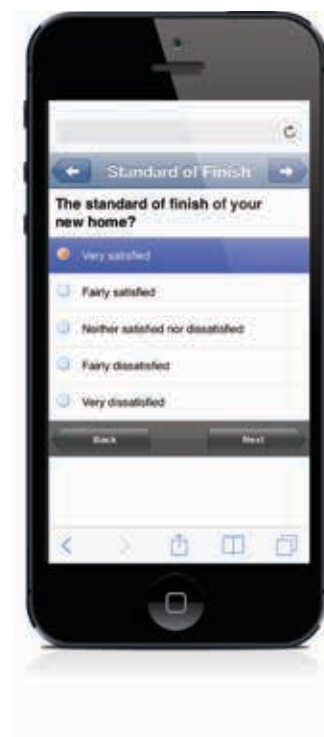 Standard of Finish
The standard of finish of your
new home?
Very satisfied
Fairly satisfied
Neither satisfied nor dissatisfied
Fairly dissatisfied
Very dissatisfied
Back
Next